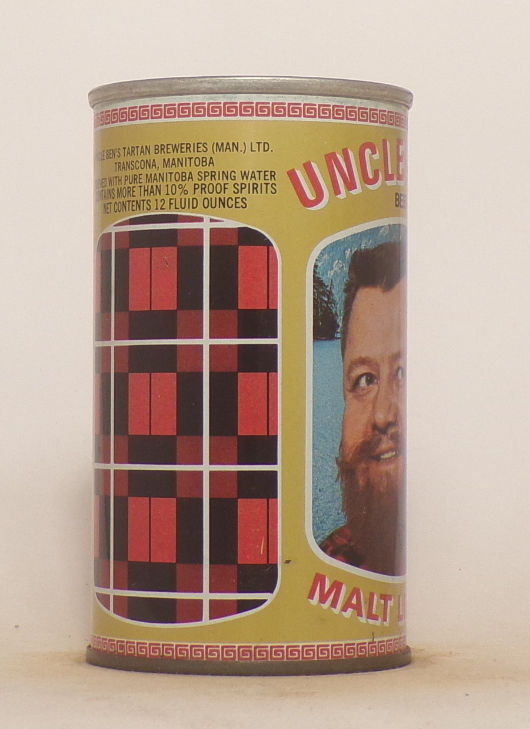 BEN'S TARTAN BREWERIES (MAN.) LTD.
TRANSCONA, MANITOBA
WITH PURE MANITOBA SPRING WATER
MORE THAN 10% PROOF SPIRITS
NET CONTENTS 12 FLUID OUNCES
UNCLE
MALT